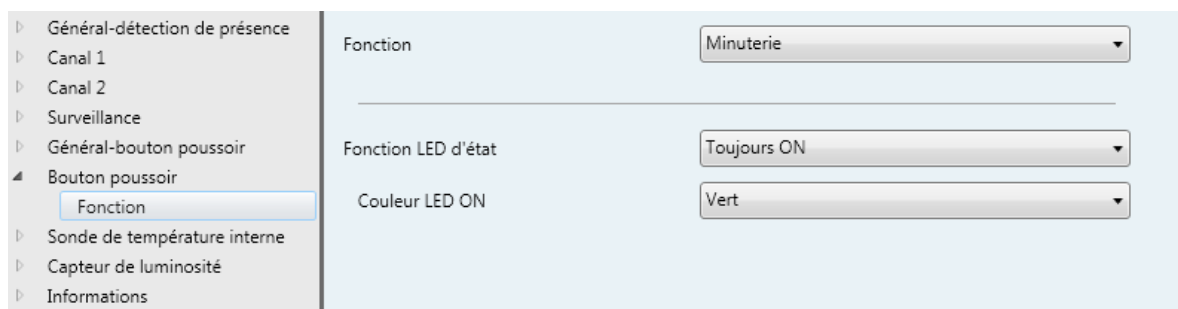 Général-détection de présence
Canal 1
Canal 2
Surveillance
Général-bouton poussoir
Bouton poussoir
Fonction
Sonde de température interne
Capteur de luminosité
Informations
Fonction Minuterie
Fonction LED d'état Toujours ON
Couleur LED ON Vert